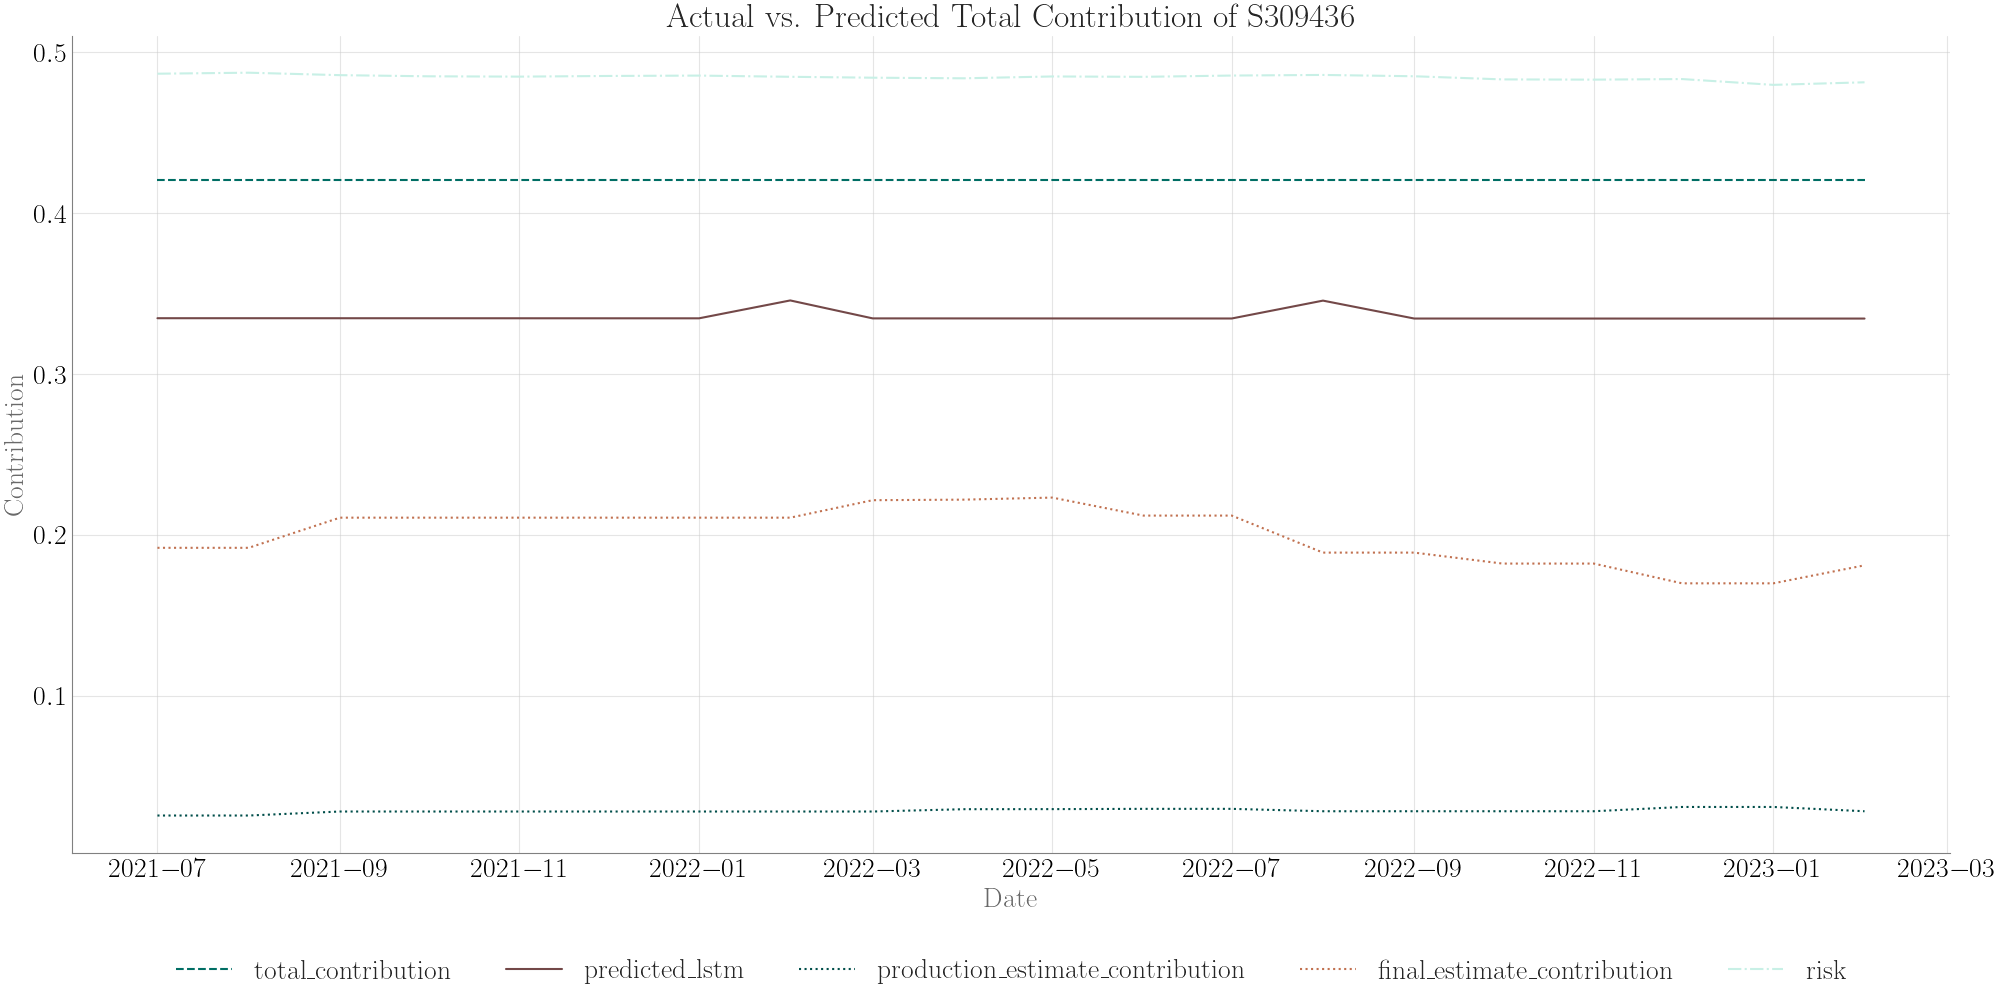 Actual vs. Predicted Total Contribution of S309436
0.5
0.4
0.3
0.2
0.1
Contribution
2021−07 2021−09 2021−11 2022−01 2022−03 2022−05 2022−07 2022−09 2022−11 2023−01 2023−03
Date
total_contribution predicted_lstm production_estimate_contribution final_estimate_contribution risk